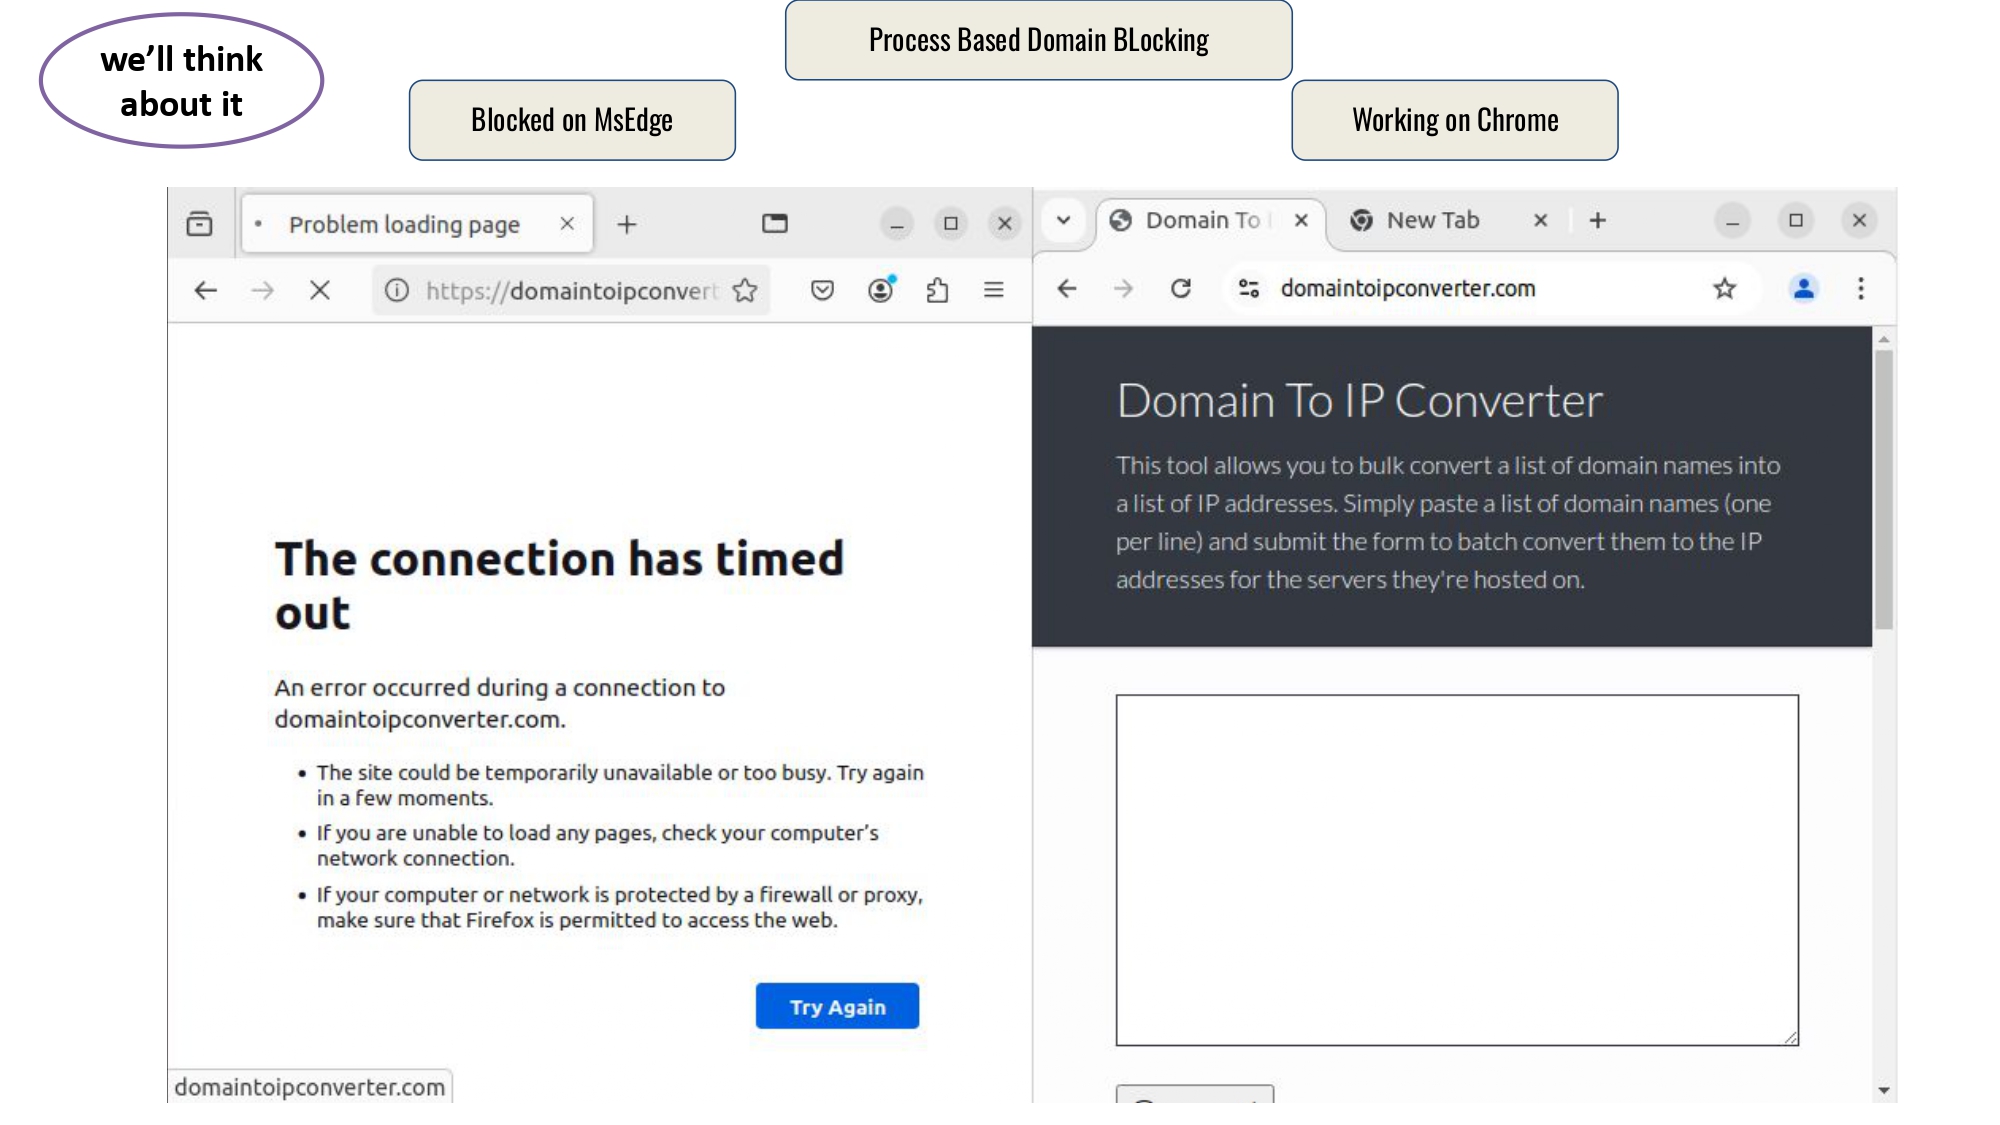 we'll think
about it
Process Based Domain BLocking
Blocked on MsEdge
Working on Chrome
Problem loading page
https://domaintoipconvert
Domain To
New Tab
domaintoipconverter.com
The connection has timed
out
An error occurred during a connection to
domaintoipconverter.com.
• The site could be temporarily unavailable or too busy. Try again
in a few moments.
• If you are unable to load any pages, check your computer's
network connection.
• If your computer or network is protected by a firewall or proxy,
make sure that Firefox is permitted to access the web.
Try Again
domaintoipconverter.com
Domain To IP Converter
This tool allows you to bulk convert a list of domain names into
a list of IP addresses. Simply paste a list of domain names (one
per line) and submit the form to batch convert them to the IP
addresses for the servers they're hosted on.